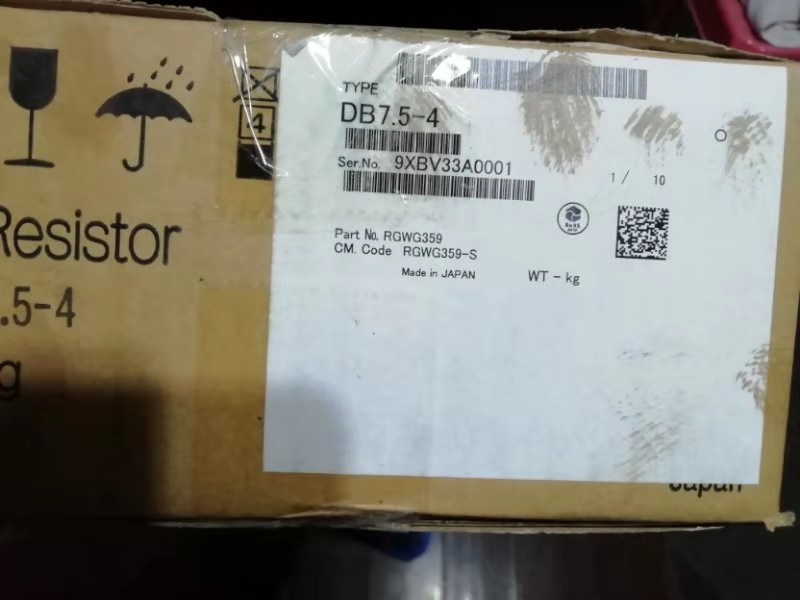 TYPE
DB7.5-4
Ser.No. 9XBV33A0001
1 / 10
Part No. RGWG359
CM. Code RGWG359-S
Made in JAPAN
WT - kg
4
Resistor
.5-4
g
Japan